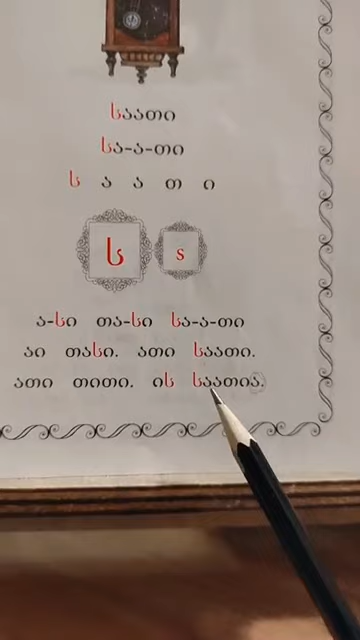 საათი
სა-ა-თი
ს ა ა თ ი
ს s
ა-სი თა-სი სა-ა-თი
აი თასი. ათი საათი.
ათი თითი. ის საათია.